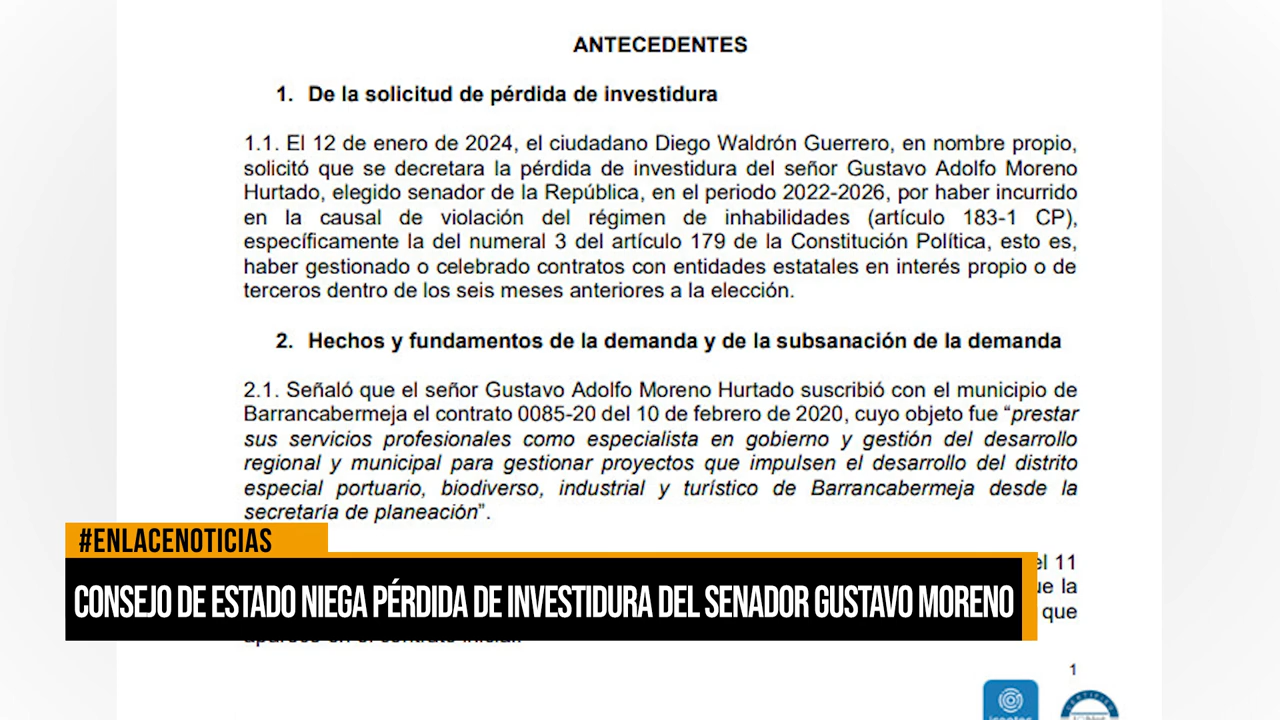 ANTECEDENTES
1. De la solicitud de pérdida de investidura
1.1. El 12 de enero de 2024, el ciudadano Diego Waldrón Guerrero, en nombre propio,
solicitó que se decretara la pérdida de investidura del señor Gustavo Adolfo Moreno
Hurtado, elegido senador de la República, en el periodo 2022-2026, por haber incurrido
en la causal de violación del régimen de inhabilidades (artículo 183-1 CP),
específicamente la del numeral 3 del artículo 179 de la Constitución Política, esto es,
haber gestionado o celebrado contratos con entidades estatales en interés propio o de
terceros dentro de los seis meses anteriores a la elección.
2. Hechos y fundamentos de la demanda y de la subsanación de la demanda
2.1. Señaló que el señor Gustavo Adolfo Moreno Hurtado suscribió con el municipio de
Barrancabermeja el contrato 0085-20 del 10 de febrero de 2020, cuyo objeto fue “prestar
sus servicios profesionales como especialista en gobierno y gestión del desarrollo
regional y municipal para gestionar proyectos que impulsen el desarrollo del distrito
especial portuario, biodiverso, industrial y turístico de Barrancabermeja desde la
secretaría de planeación”.
#ENLACENOTICIAS
CONSEJO DE ESTADO NIEGA PÉRDIDA DE INVESTIDURA DEL SENADOR GUSTAVO MORENO
el 11
la
que
1